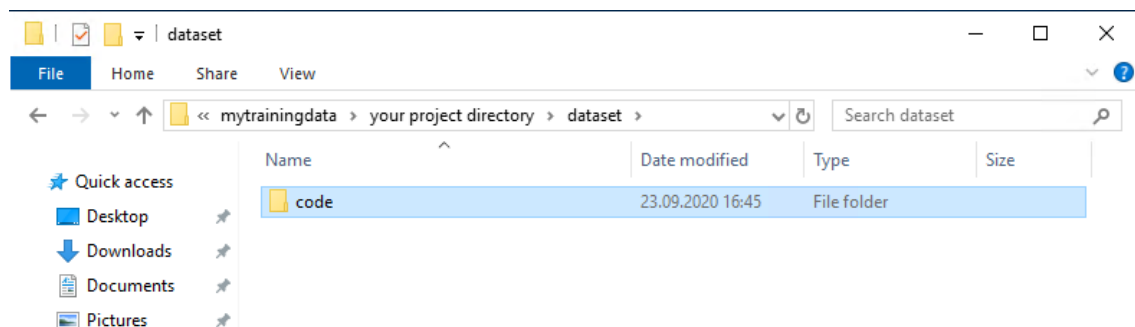 dataset
File Home Share View
« mytrainingdata > your project directory > dataset > Search dataset
Name Date modified Type Size
Quick access
code 23.09.2020 16:45 File folder
Desktop
Downloads
Documents
Pictures